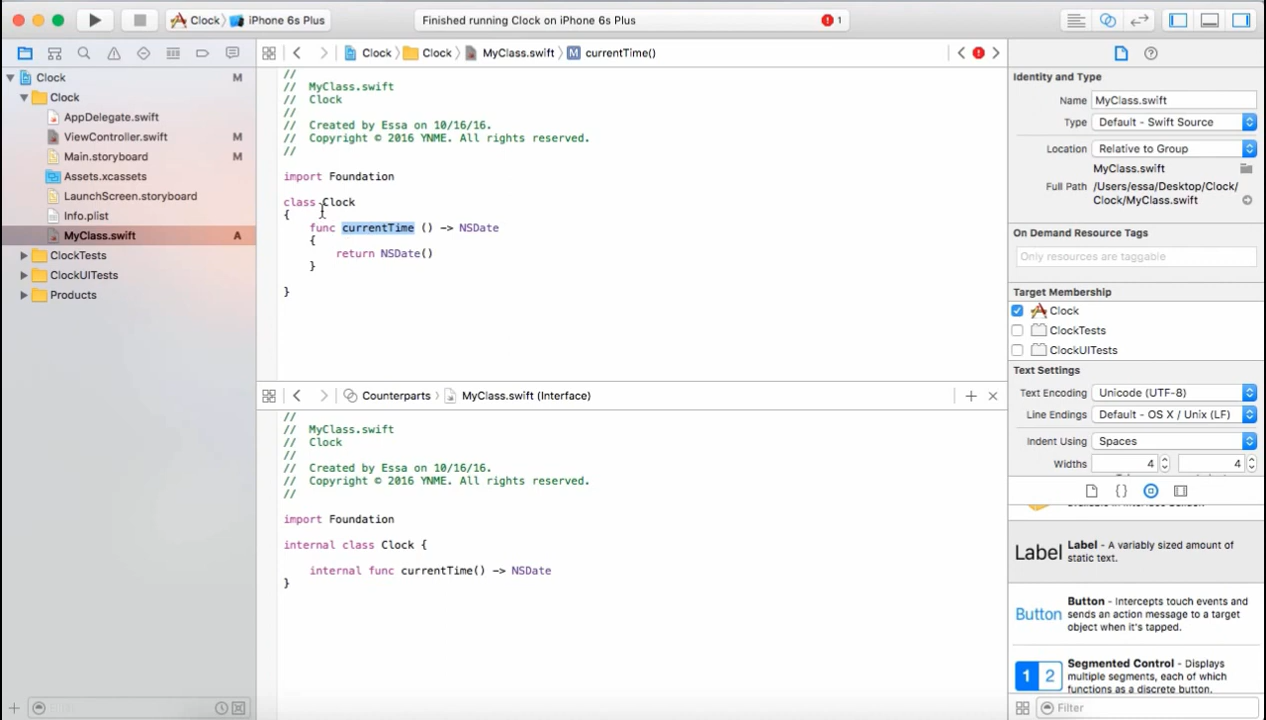 Clock
iPhone 6s Plus
Finished running Clock on iPhone 6s Plus
1
Clock
Clock
MyClass.swift
M
currentTime()
Clock
M
Clock
AppDelegate.swift
ViewController.swift
M
Main.storyboard
M
Assets.xcassets
LaunchScreen.storyboard
Info.plist
MyClass.swift
A
ClockTests
ClockUITests
Products
//
// MyClass.swift
// Clock
//
// Created by Essa on 10/16/16.
// Copyright © 2016 YNME. All rights reserved.
//
import Foundation
class Clock
{
func currentTime () -> NSDate
{
return NSDate()
}
}
Counterparts
MyClass.swift (Interface)
//
// MyClass.swift
// Clock
//
// Created by Essa on 10/16/16.
// Copyright © 2016 YNME. All rights reserved.
//
import Foundation
internal class Clock {
internal func currentTime() -> NSDate
}
Identity and Type
Name MyClass.swift
Type Default - Swift Source
Location Relative to Group
MyClass.swift
Full Path /Users/essa/Desktop/Clock/
Clock/MyClass.swift
On Demand Resource Tags
Only resources are taggable
Target Membership
Clock
ClockTests
ClockUITests
Text Settings
Text Encoding Unicode (UTF-8)
Line Endings Default - OS X / Unix (LF)
Indent Using Spaces
Widths 4 4
{}
Label
Label - A variably sized amount of
static text.
Button
Button - Intercepts touch events and
sends an action message to a target
object when it's tapped.
1 2
Segmented Control - Displays
multiple segments, each of which
functions as a discrete button.
Filter
Filter